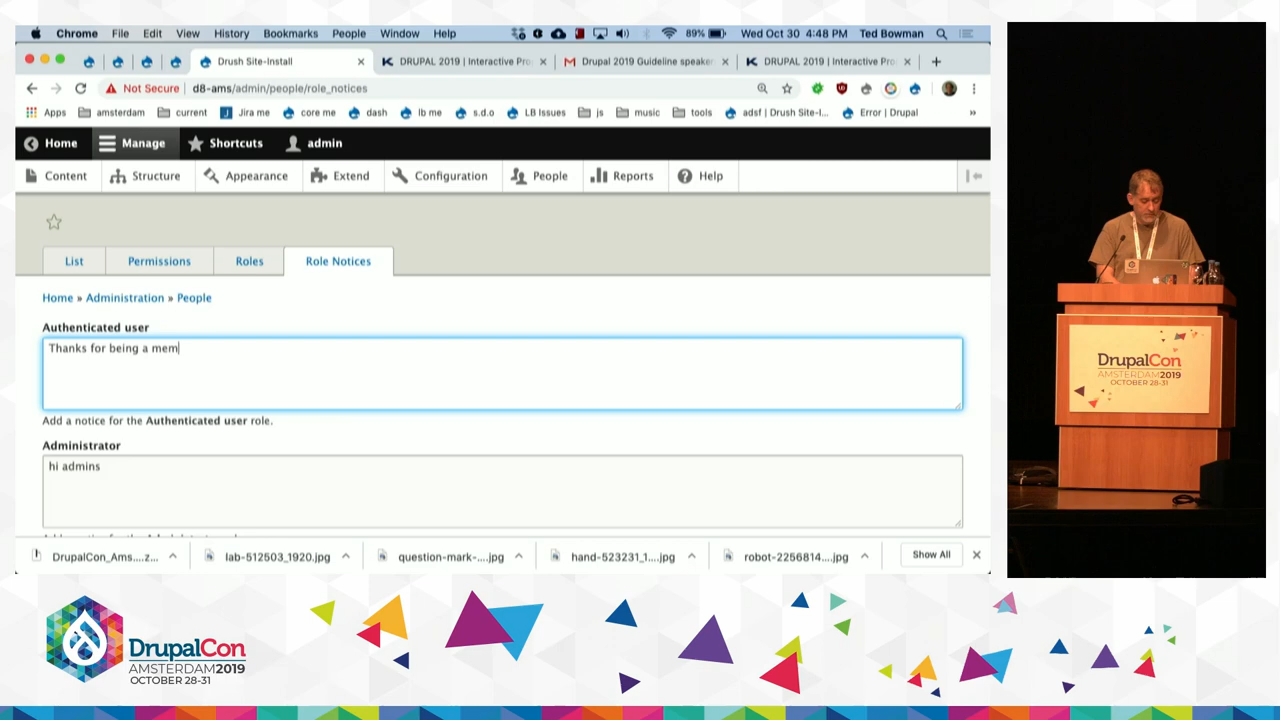 Chrome File Edit View History Bookmarks People Window Help 89% Wed Oct 30 4:48 PM Ted Bowman
Drush Site-Install × DRUPAL 2019 | Interactive Pro × Drupal 2019 Guideline speaker × DRUPAL 2019 | Interactive Pro × +
Not Secure | d8-ams/admin/people/role_notices
Apps amsterdam current Jira me core me dash lb me s.d.o LB Issues js music tools adsf | Drush Site-I... Error | Drupal »
Home Manage Shortcuts admin
Content Structure Appearance Extend Configuration People Reports Help
List Permissions Roles Role Notices
Home » Administration » People
Authenticated user
Thanks for being a mem
Add a notice for the Authenticated user role.
Administrator
hi admins
DrupalCon_Ams....z... lab-512503_1920.jpg question-mark-....jpg hand-523231_1....jpg robot-2256814....jpg Show All ×
DrupalCon
AMSTERDAM2019
OCTOBER 28-31
DrupalCon
AMSTERDAM2019
OCTOBER 28-31